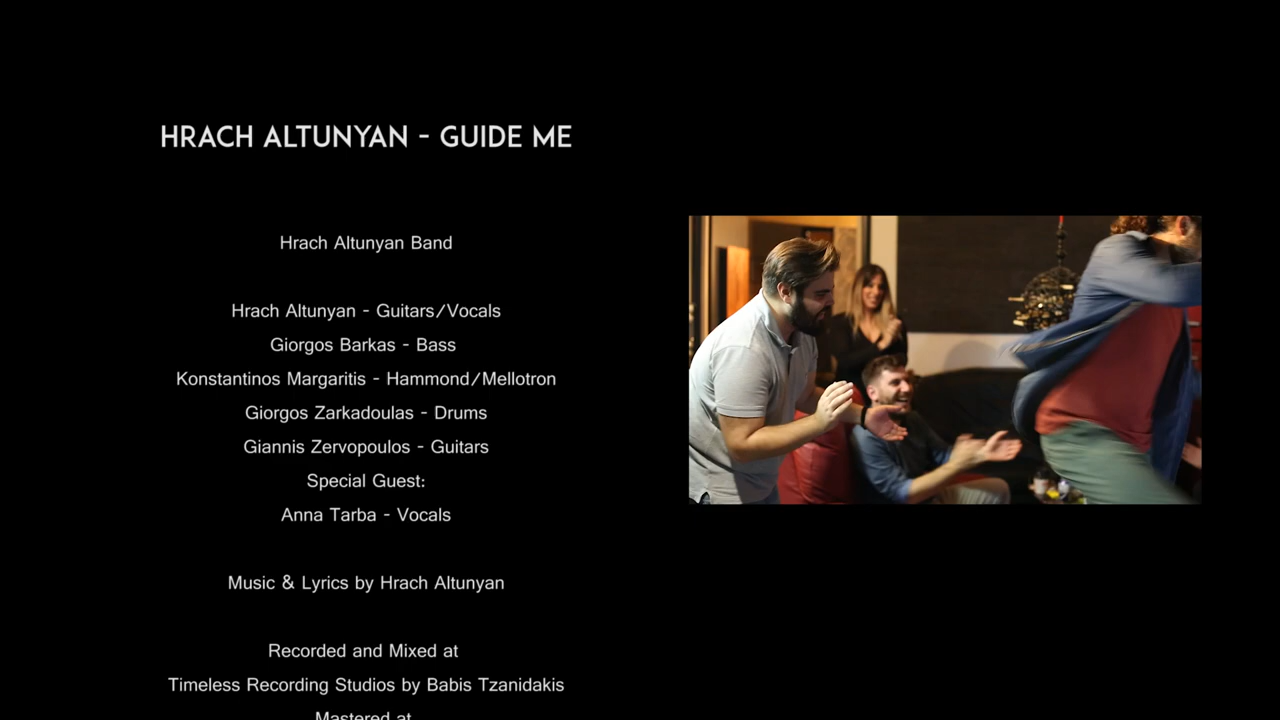 HRACH ALTUNYAN - GUIDE ME
Hrach Altunyan Band
Hrach Altunyan - Guitars/Vocals
Giorgos Barkas - Bass
Konstantinos Margaritis - Hammond/Mellotron
Giorgos Zarkadoulas - Drums
Giannis Zervopoulos - Guitars
Special Guest:
Anna Tarba - Vocals
Music & Lyrics by Hrach Altunyan
Recorded and Mixed at
Timeless Recording Studios by Babis Tzanidakis
Mastered at